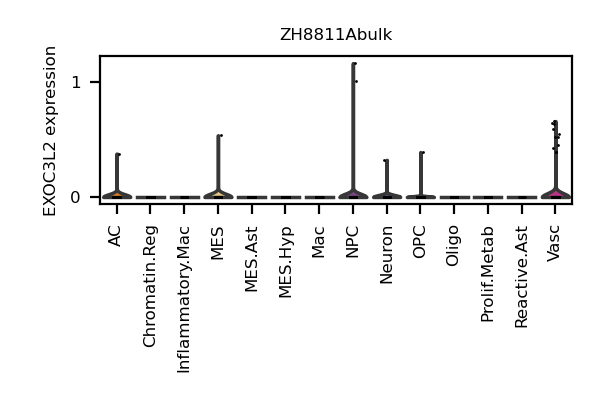 ZH8811Abulk
EXOC3L2 expression
1
0
AC
Chromatin.Reg
Inflammatory.Mac
MES
MES.Ast
MES.Hyp
Mac
NPC
Neuron
OPC
Oligo
Prolif.Metab
Reactive.Ast
Vasc